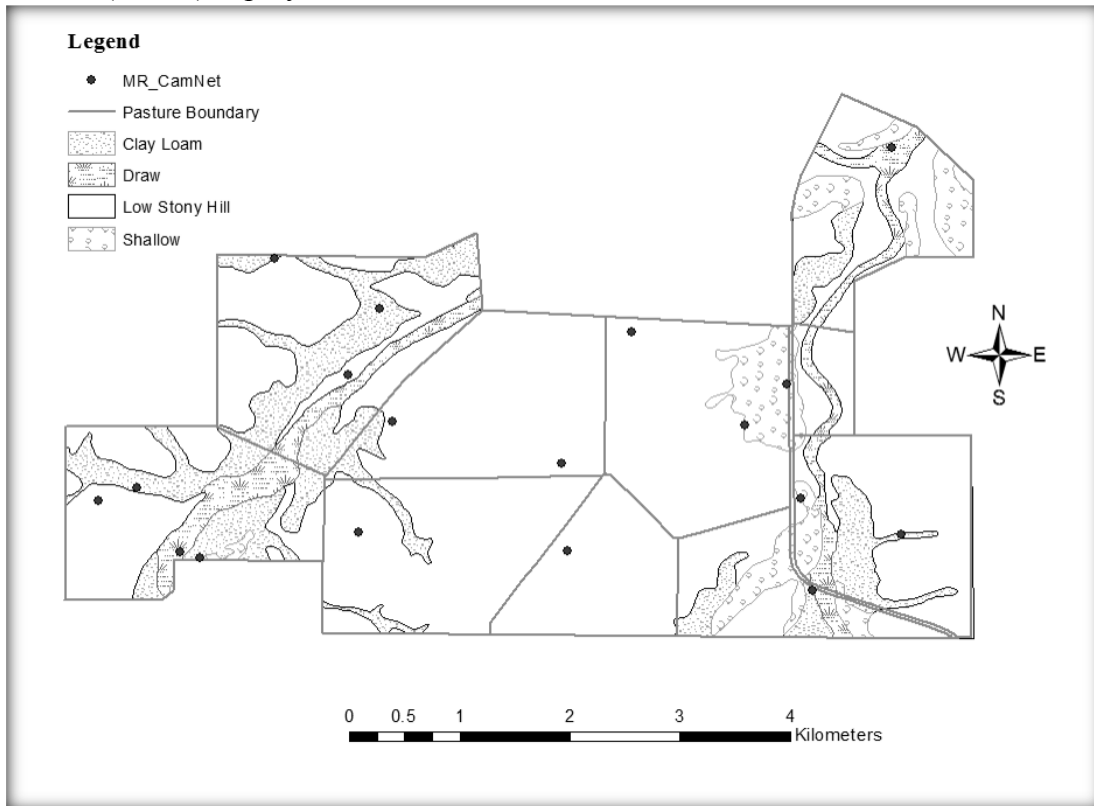 Legend
MR_CamNet
Pasture Boundary
Clay Loam
Draw
Low Stony Hill
Shallow
N
W E
S
0 0.5 1 2 3 4
Kilometers